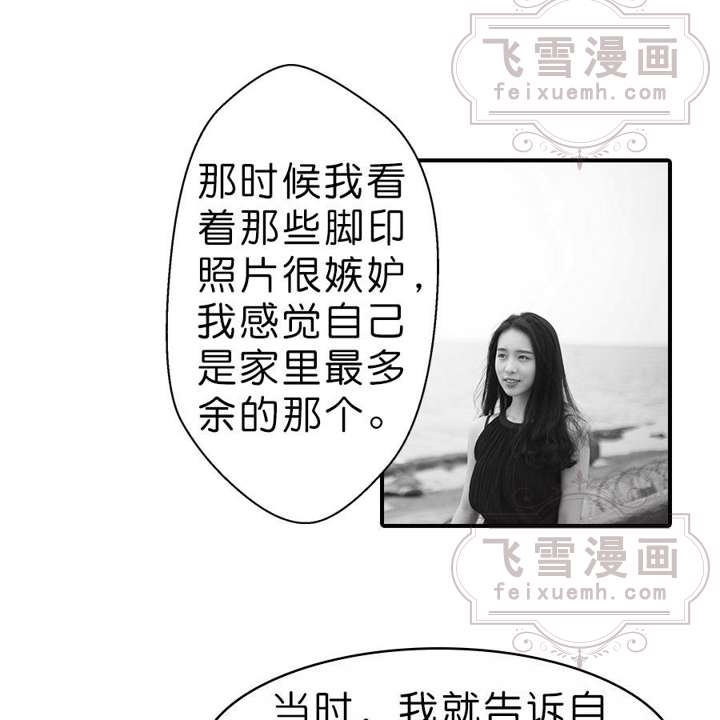 飞雪漫画
feixuemh.com
那时候我看
着那些脚印
照片很嫉妒，
我感觉自己
是家里最多
余的那个。
飞雪漫画
feixuemh.com
当时，我就告诉自